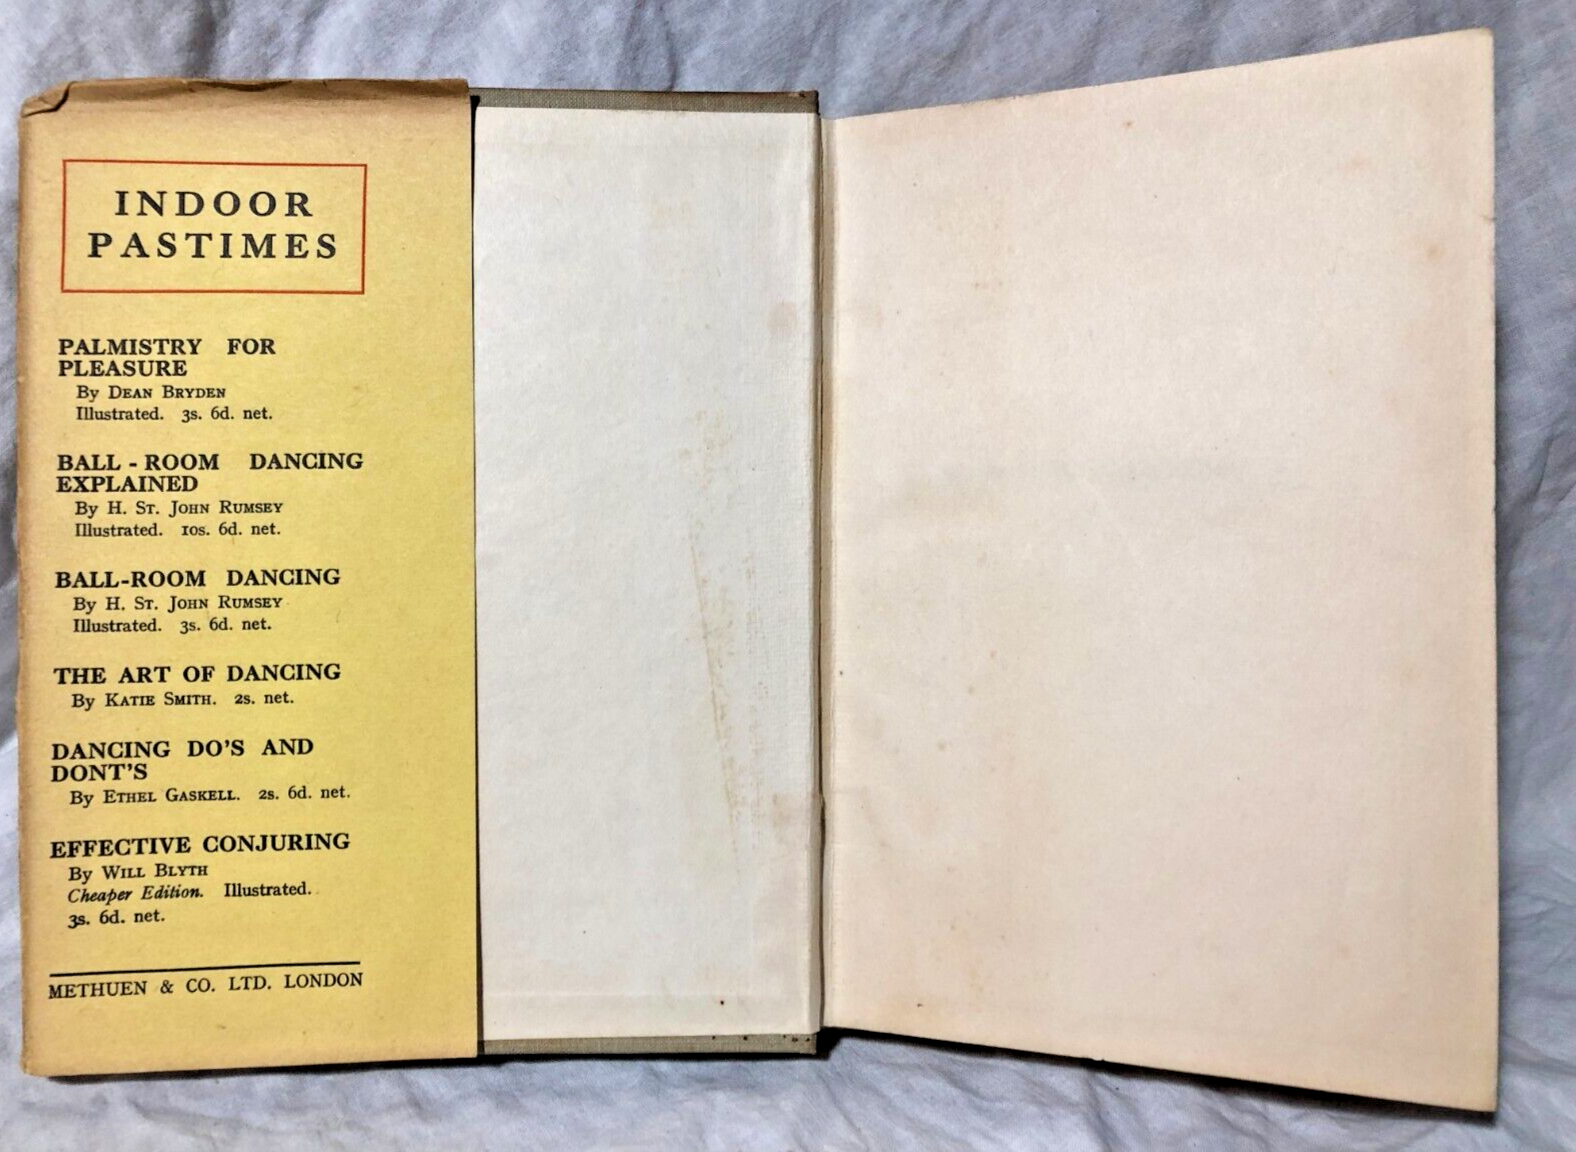 INDOOR
PASTIMES
PALMISTRY FOR
PLEASURE
By Dean Bryden
Illustrated. 3s. 6d. net.
BALL-ROOM DANCING
EXPLAINED
By H. St. John Rumsey
Illustrated. 10s. 6d. net.
BALL-ROOM DANCING
By H. St. John Rumsey
Illustrated. 3s. 6d. net.
THE ART OF DANCING
By Katie Smith. 2s. net.
DANCING DO'S AND
DONT'S
By Ethel Gaskell. 2s. 6d. net.
EFFECTIVE CONJURING
By Will Blyth
Cheaper Edition. Illustrated.
3s. 6d. net.
METHUEN & CO. LTD. LONDON